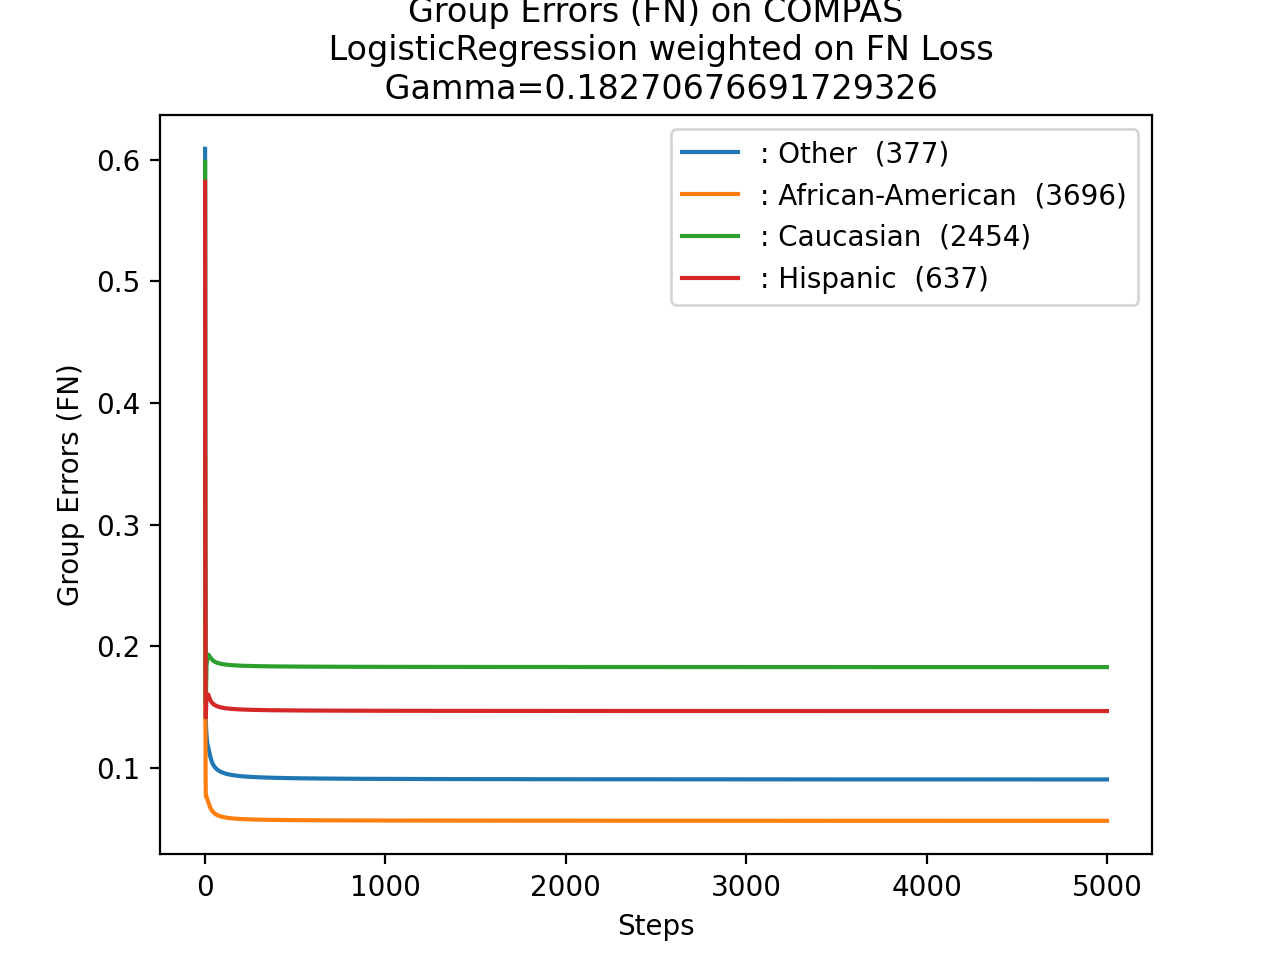 Group Errors (FN) on COMPAS
LogisticRegression weighted on FN Loss
Gamma=0.18270676691729326
: Other (377)
: African-American (3696)
: Caucasian (2454)
: Hispanic (637)
Group Errors (FN)
0.6
0.5
0.4
0.3
0.2
0.1
0 1000 2000 3000 4000 5000
Steps